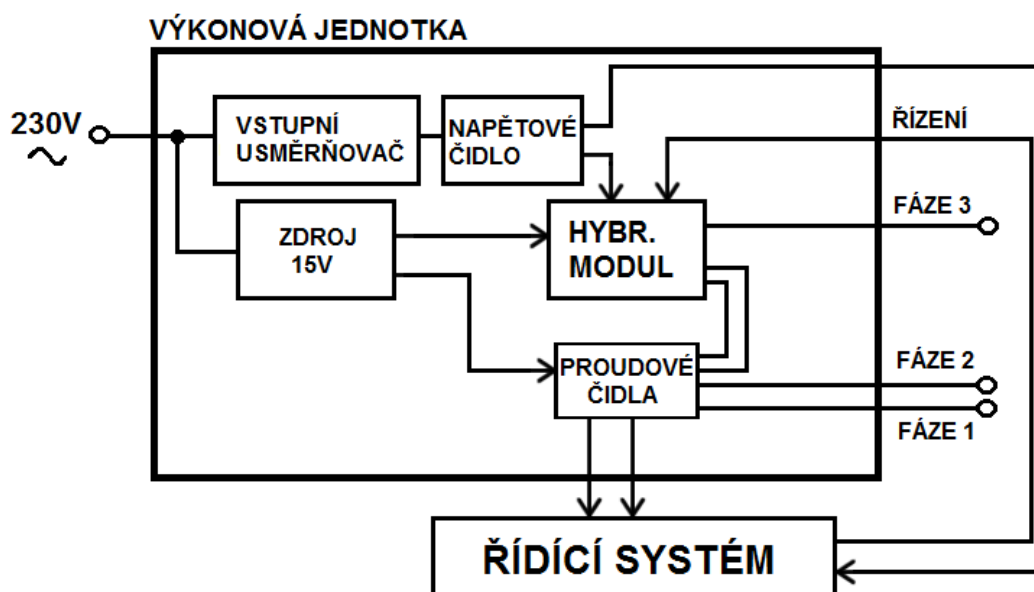 VÝKONOVÁ JEDNOTKA
230V
VSTUPNÍ
USMĚRŇOVAČ
NAPĚTOVÉ
ČIDLO
ŘÍZENÍ
ZDROJ
15V
HYBR.
MODUL
FÁZE 3
PROUDOVÉ
ČIDLA
FÁZE 2
FÁZE 1
ŘÍDÍCÍ SYSTÉM